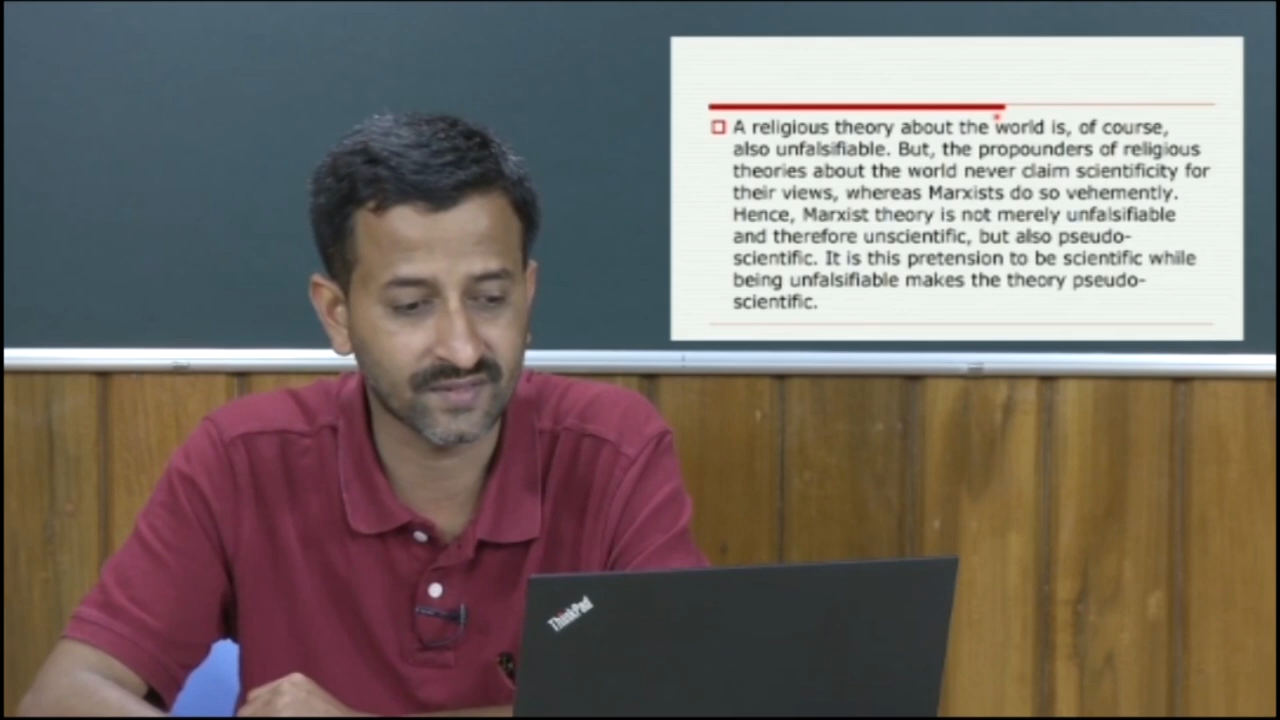 A religious theory about the world is, of course,
also unfalsifiable. But, the propounders of religious
theories about the world never claim scientificity for
their views, whereas Marxists do so vehemently.
Hence, Marxist theory is not merely unfalsifiable
and therefore unscientific, but also pseudo-
scientific. It is this pretension to be scientific while
being unfalsifiable makes the theory pseudo-
scientific.
ThinkPad